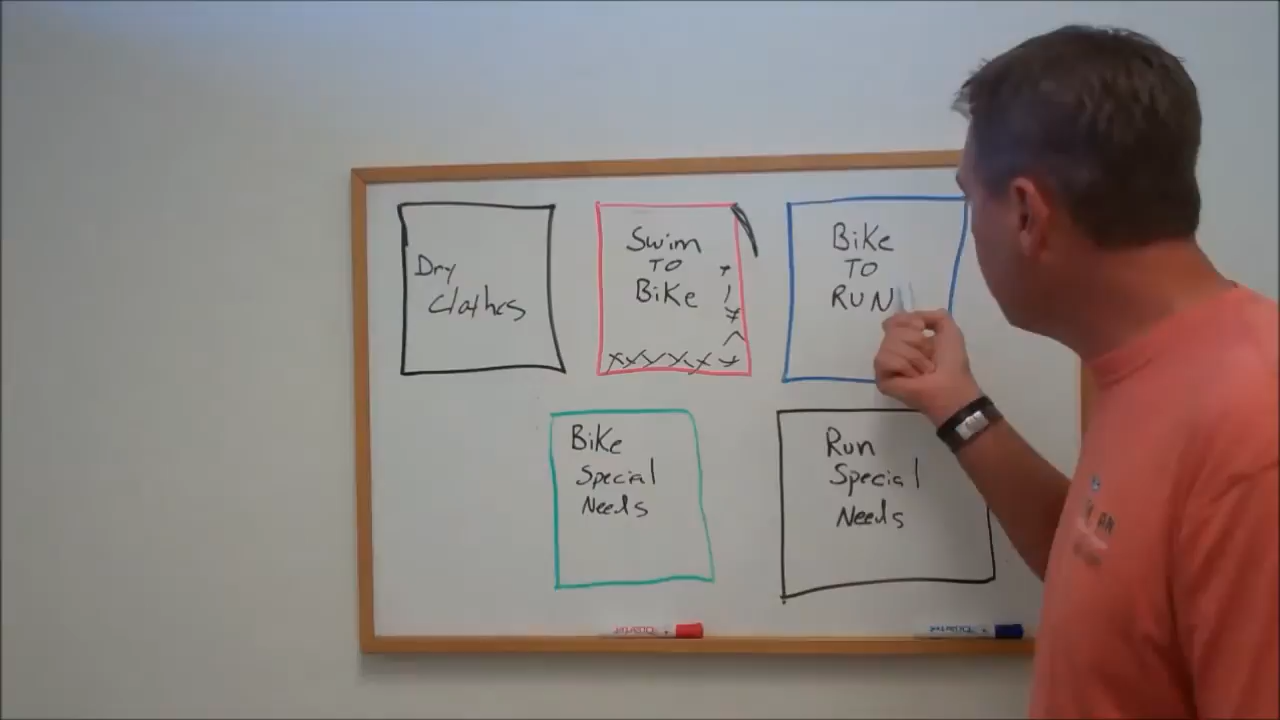 Dry
Clothes
Swim
TO
BiKe
BiKe
TO
RUN
BiKe
Special
Needs
Run
Special
Needs